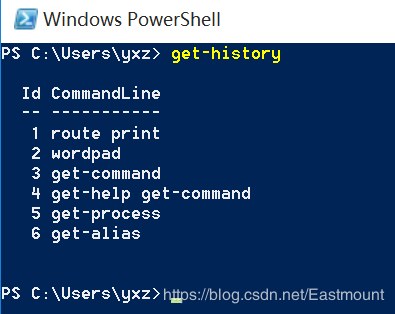 Windows PowerShell
PS C:\Users\yxz> get-history
Id CommandLine
-- -----------
1 route print
2 wordpad
3 get-command
4 get-help get-command
5 get-process
6 get-alias
PS C:\Users\yxz> https://blog.csdn.net/Eastmount